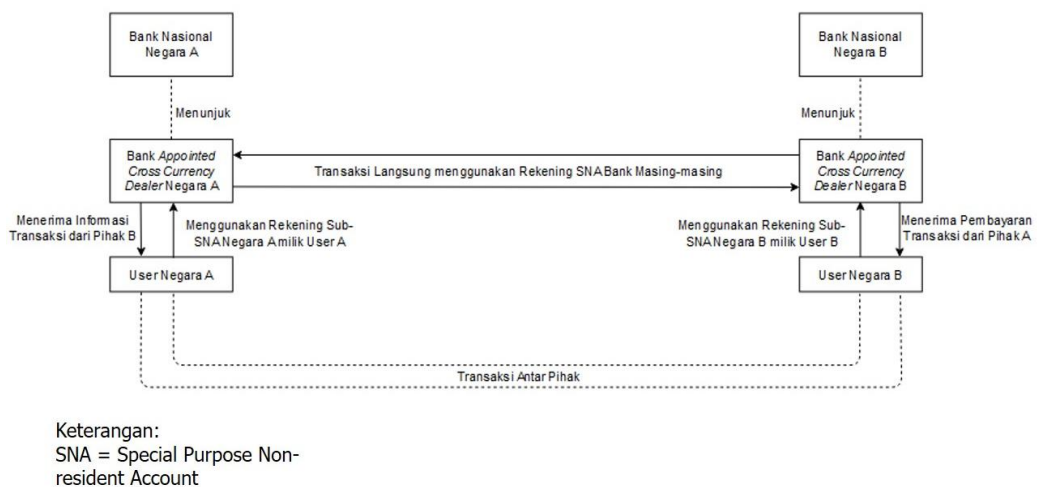 Bank Nasional
Negara A
Bank Nasional
Negara B
Menunjuk
Menunjuk
Bank Appointed
Cross Currency
Dealer Negara A
Transaksi Langsung menggunakan Rekening SNA Bank Masing-masing
Bank Appointed
Cross Currency
Dealer Negara B
Menerima Informasi
Transaksi dari Pihak B
Menggunakan Rekening Sub-
SNA Negara A milik User A
Menggunakan Rekening Sub-
SNA Negara B milik User B
Menerima Pembayaran
Transaksi dari Pihak A
User Negara A
User Negara B
Transaksi Antar Pihak
Keterangan:
SNA = Special Purpose Non-
resident Account